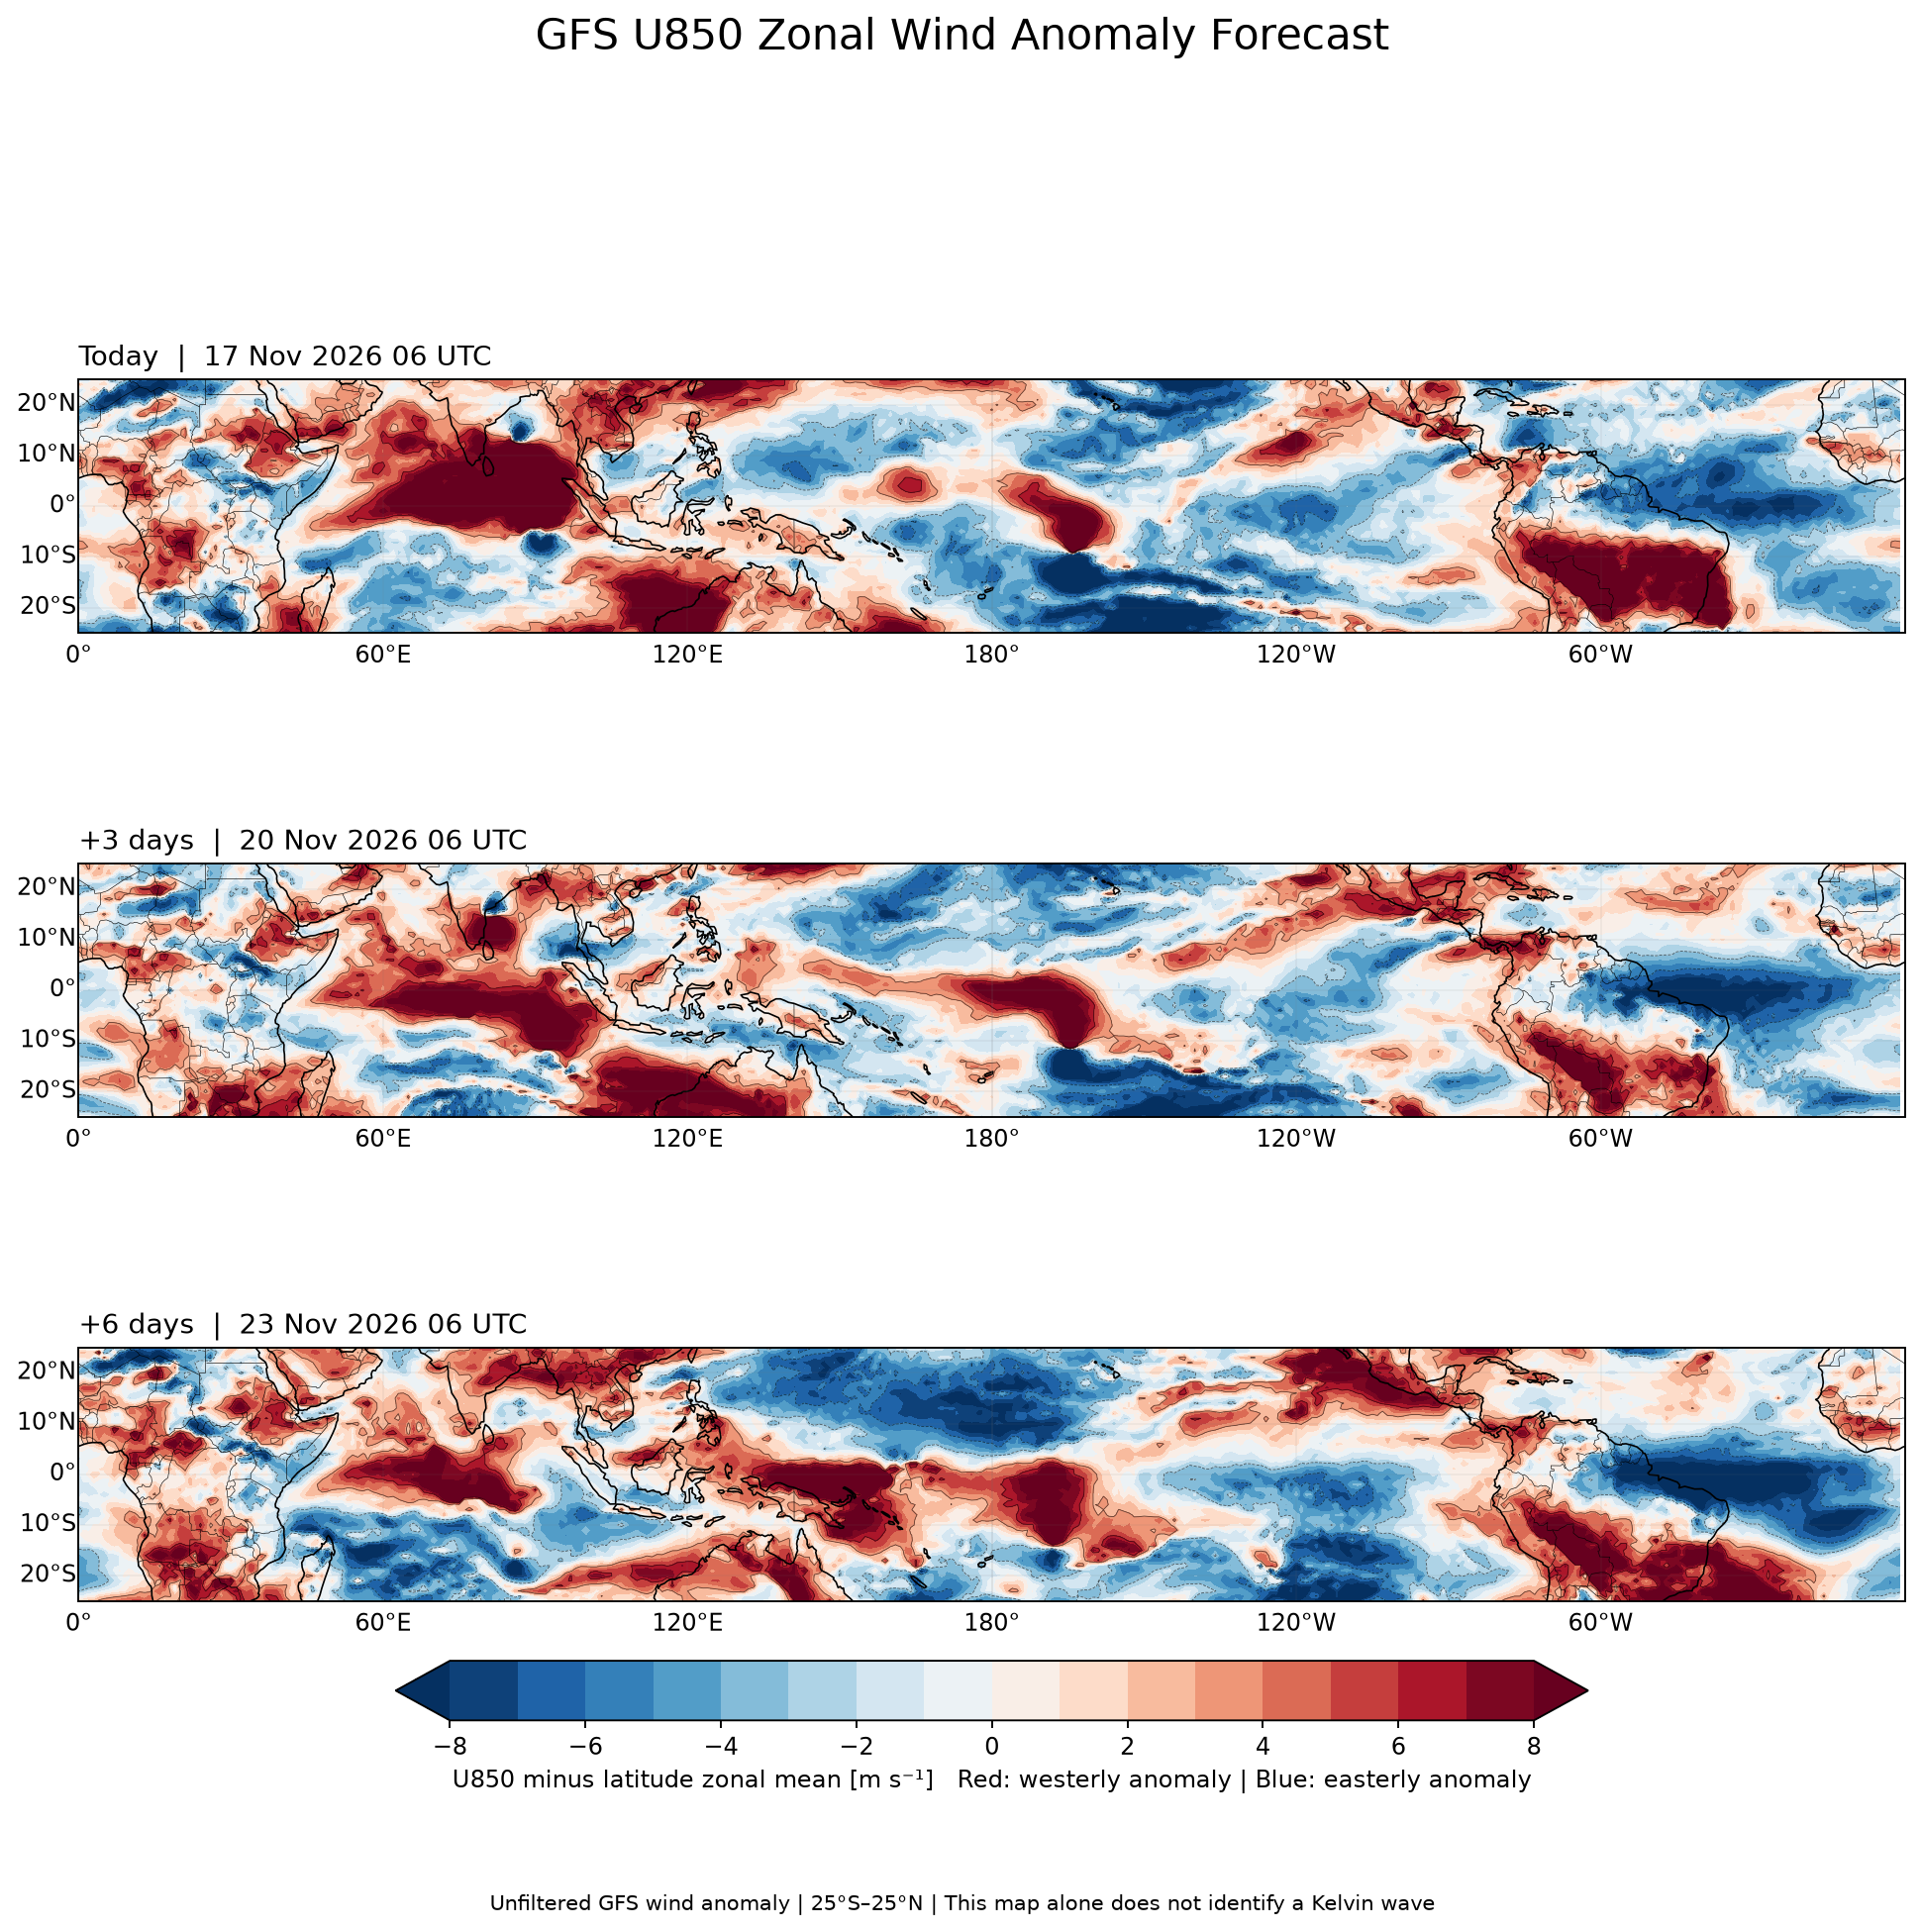 GFS U850 Zonal Wind Anomaly Forecast
Today | 17 Nov 2026 06 UTC
20°N
10°N
0°
10°S
20°S
0° 60°E 120°E 180° 120°W 60°W
+3 days | 20 Nov 2026 06 UTC
20°N
10°N
0°
10°S
20°S
0° 60°E 120°E 180° 120°W 60°W
+6 days | 23 Nov 2026 06 UTC
20°N
10°N
0°
10°S
20°S
0° 60°E 120°E 180° 120°W 60°W
−8 −6 −4 −2 0 2 4 6 8
U850 minus latitude zonal mean [m s⁻¹] Red: westerly anomaly | Blue: easterly anomaly
Unfiltered GFS wind anomaly | 25°S–25°N | This map alone does not identify a Kelvin wave